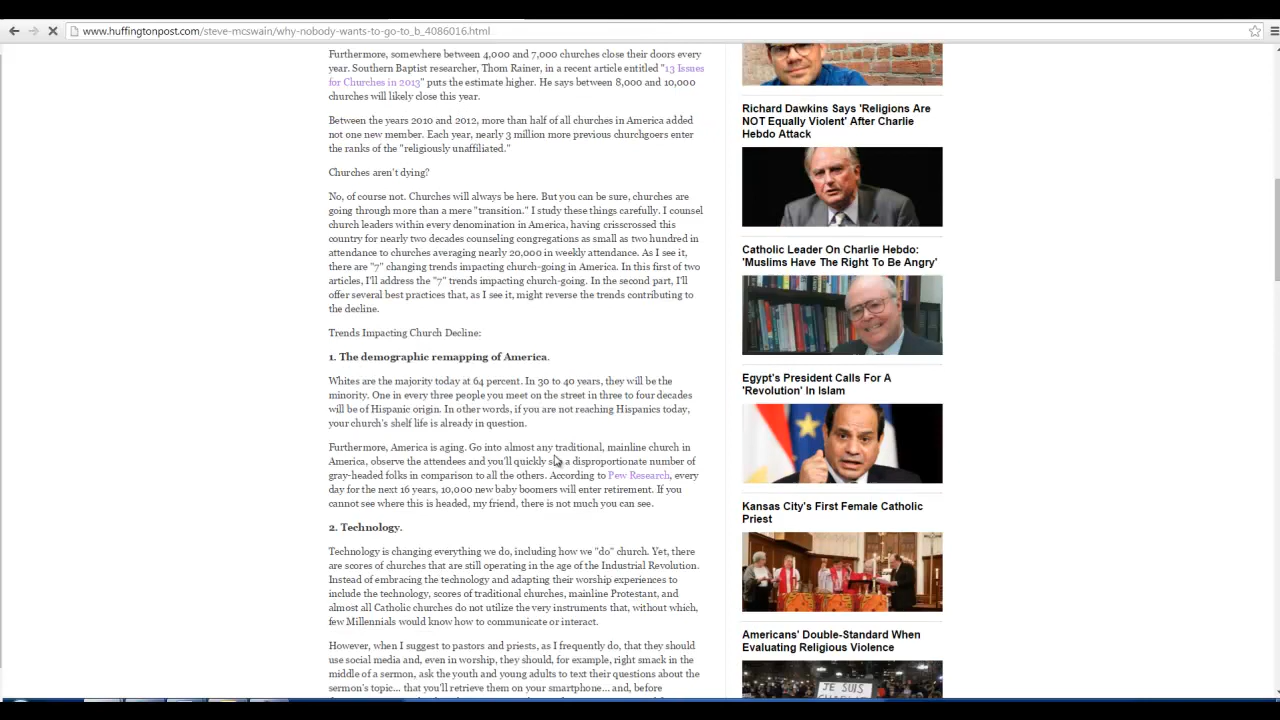 www.huffingtonpost.com/steve-mcswain/why-nobody-wants-to-go-to_b_4086016.html
Furthermore, somewhere between 4,000 and 7,000 churches close their doors every
year. Southern Baptist researcher, Thom Rainer, in a recent article entitled "13 Issues
for Churches in 2013" puts the estimate higher. He says between 8,000 and 10,000
churches will likely close this year.
Between the years 2010 and 2012, more than half of all churches in America added
not one new member. Each year, nearly 3 million more previous churchgoers enter
the ranks of the "religiously unaffiliated."
Churches aren't dying?
No, of course not. Churches will always be here. But you can be sure, churches are
going through more than a mere "transition." I study these things carefully. I counsel
church leaders within every denomination in America, having crisscrossed this
country for nearly two decades counseling congregations as small as two hundred in
attendance to churches averaging nearly 20,000 in weekly attendance. As I see it,
there are "7" changing trends impacting church-going in America. In this first of two
articles, I'll address the "7" trends impacting church-going. In the second part, I'll
offer several best practices that, as I see it, might reverse the trends contributing to
the decline.
Trends Impacting Church Decline:
1. The demographic remapping of America.
Whites are the majority today at 64 percent. In 30 to 40 years, they will be the
minority. One in every three people you meet on the street in three to four decades
will be of Hispanic origin. In other words, if you are not reaching Hispanics today,
your church's shelf life is already in question.
Furthermore, America is aging. Go into almost any traditional, mainline church in
America, observe the attendees and you'll quickly a disproportionate number of
gray-headed folks in comparison to all the others. According to Pew Research, every
day for the next 16 years, 10,000 new baby boomers will enter retirement. If you
cannot see where this is headed, my friend, there is not much you can see.
2. Technology.
Technology is changing everything we do, including how we "do" church. Yet, there
are scores of churches that are still operating in the age of the Industrial Revolution.
Instead of embracing the technology and adapting their worship experiences to
include the technology, scores of traditional churches, mainline Protestant, and
almost all Catholic churches do not utilize the very instruments that, without which,
few Millennials would know how to communicate or interact.
However, when I suggest to pastors and priests, as I frequently do, that they should
use social media and, even in worship, they should, for example, right smack in the
middle of a sermon, ask the youth and young adults to text their questions about the
sermon's topic... that you'll retrieve them on your smartphone... and, before
Richard Dawkins Says 'Religions Are
NOT Equally Violent' After Charlie
Hebdo Attack
Catholic Leader On Charlie Hebdo:
'Muslims Have The Right To Be Angry'
Egypt's President Calls For A
'Revolution' In Islam
Kansas City's First Female Catholic
Priest
Americans' Double-Standard When
Evaluating Religious Violence
JE SUIS